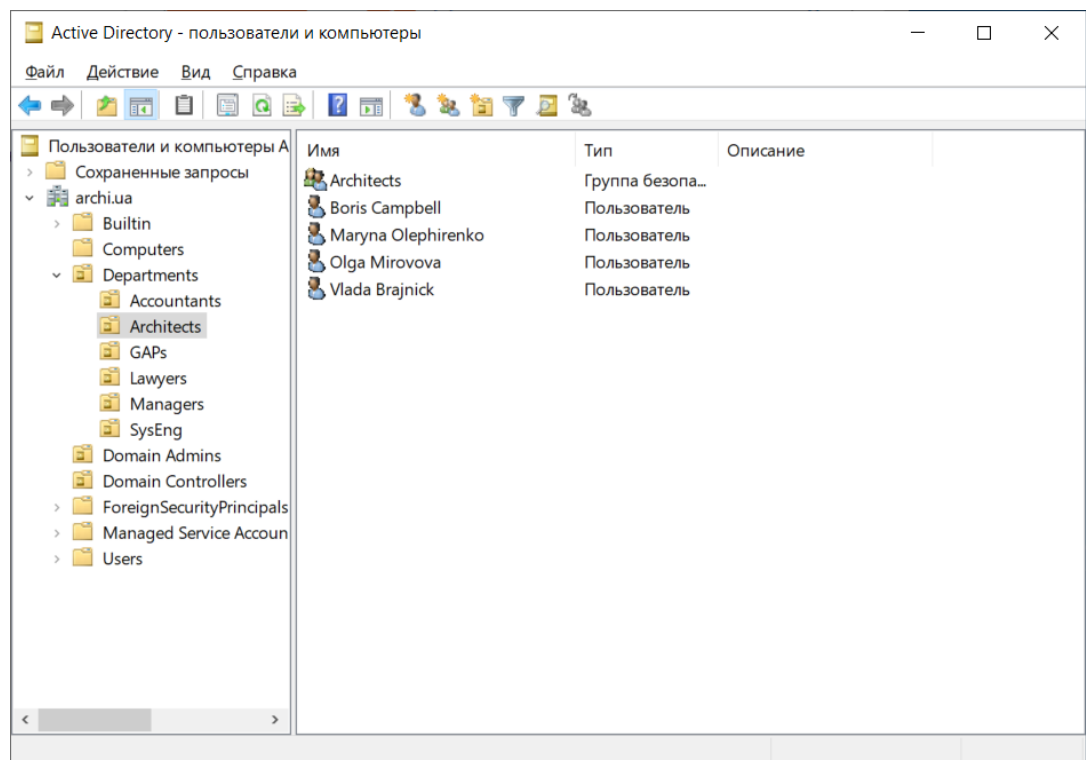 Active Directory - пользователи и компьютеры
Файл Действие Вид Справка
Пользователи и компьютеры A
Сохраненные запросы
archi.ua
Builtin
Computers
Departments
Accountants
Architects
GAPs
Lawyers
Managers
SysEng
Domain Admins
Domain Controllers
ForeignSecurityPrincipals
Managed Service Accoun
Users
Имя Тип Описание
Architects Группа безопа...
Boris Campbell Пользователь
Maryna Olephirenko Пользователь
Olga Mirovova Пользователь
Vlada Brajnick Пользователь